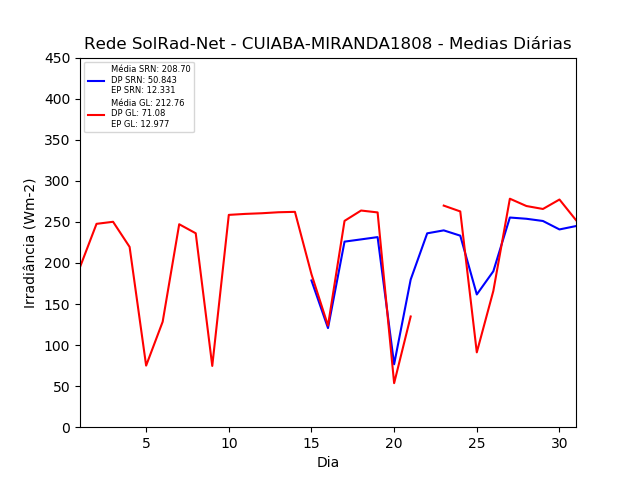 Rede SolRad-Net - CUIABA-MIRANDA1808 - Medias Diárias
450
400
350
300
250
200
150
100
50
0
Irradiância (Wm-2)
Média SRN: 208.70
DP SRN: 50.843
EP SRN: 12.331
Média GL: 212.76
DP GL: 71.08
EP GL: 12.977
5
10
15
20
25
30
Dia